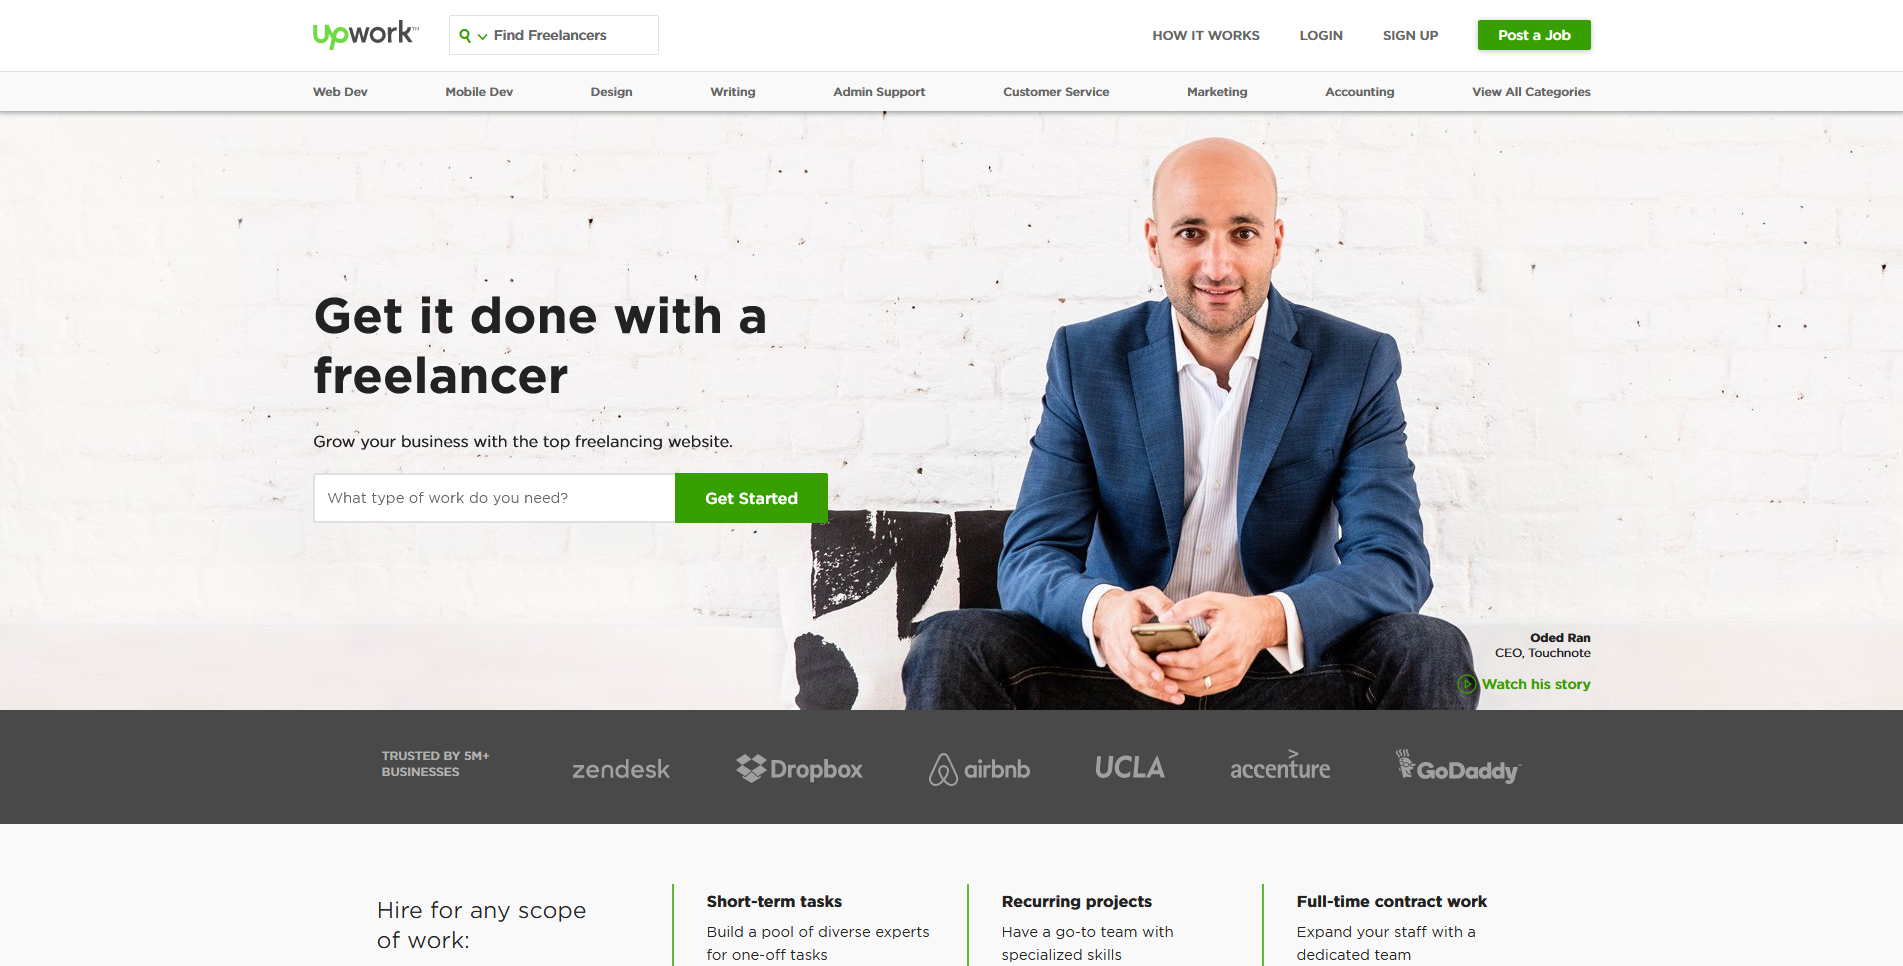 Upwork™
Find Freelancers
HOW IT WORKS
LOGIN
SIGN UP
Post a Job
Web Dev
Mobile Dev
Design
Writing
Admin Support
Customer Service
Marketing
Accounting
View All Categories
Get it done with a
freelancer
Grow your business with the top freelancing website.
What type of work do you need?
Get Started
Oded Ran
CEO, Touchnote
Watch his story
TRUSTED BY 5M+
BUSINESSES
zendesk
Dropbox
airbnb
UCLA
accenture
GoDaddy
Hire for any scope
of work:
Short-term tasks
Build a pool of diverse experts
for one-off tasks
Recurring projects
Have a go-to team with
specialized skills
Full-time contract work
Expand your staff with a
dedicated team